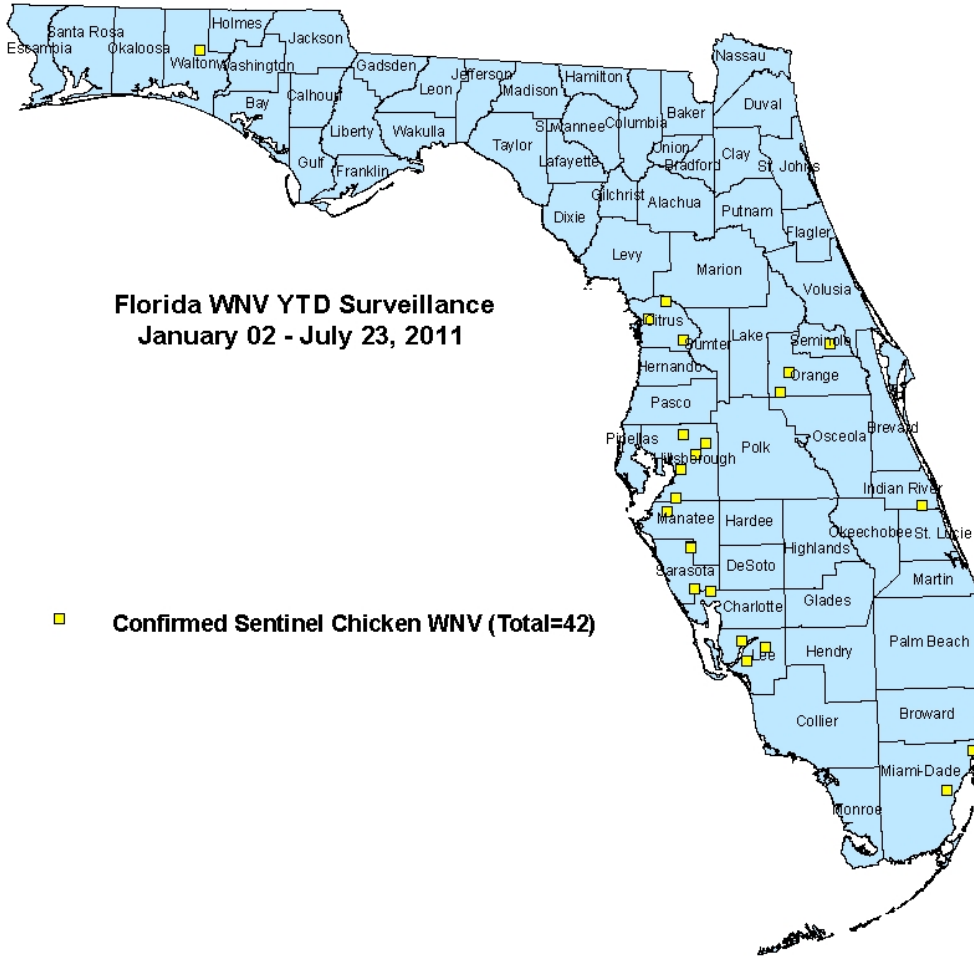 Holmes
Santa Rosa
Jackson
Escambia
Okaloosa
Walton
Washington
Nassau
Gadsden
Jefferson
Hamilton
Leon
Madison
Bay
Calhoun
Baker
Duval
Suwannee
Columbia
Liberty
Wakulla
Taylor
Union
Clay
Lafayette
Bradford
St. Johns
Gulf
Franklin
Gilchrist
Alachua
Putnam
Dixie
Flagler
Levy
Marion
Volusia
Florida WNV YTD Surveillance
January 02 - July 23, 2011
Citrus
Lake
Sumter
Seminole
Hernando
Orange
Pasco
Brevard
Pinellas
Osceola
Polk
Hillsborough
Indian River
Manatee
Hardee
Okeechobee
St. Lucie
Highlands
DeSoto
Sarasota
Martin
Charlotte
Glades
Confirmed Sentinel Chicken WNV (Total=42)
Lee
Hendry
Palm Beach
Collier
Broward
Miami-Dade
Monroe